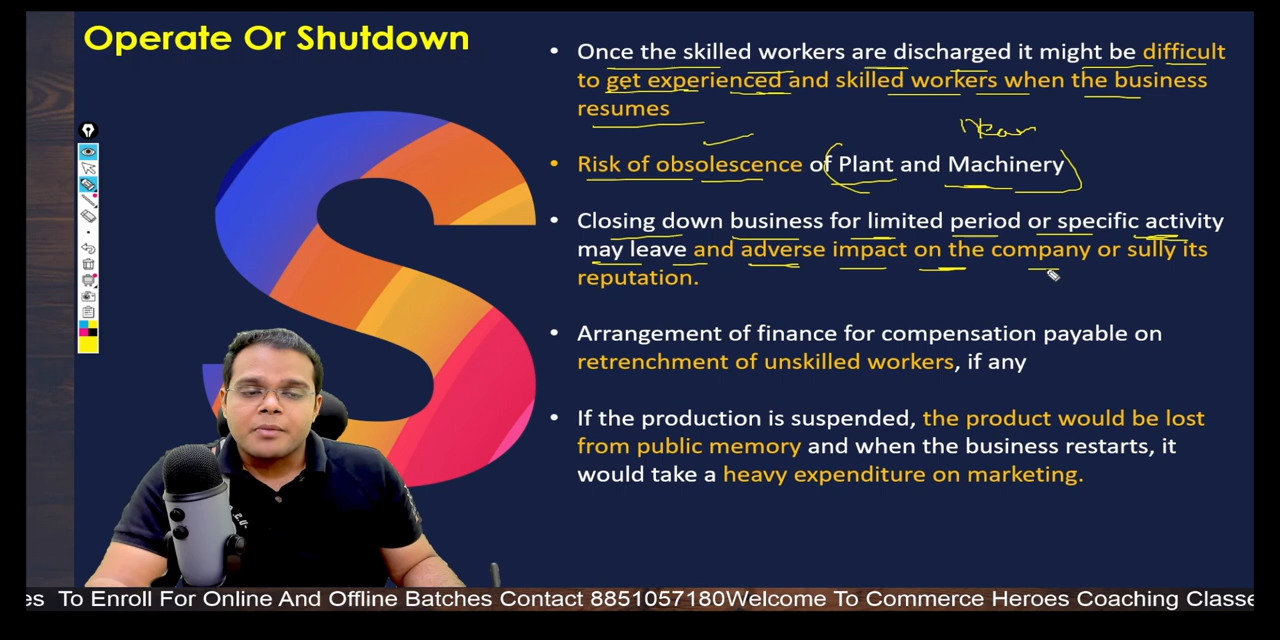 Operate Or Shutdown
• Once the skilled workers are discharged it might be difficult
to get experienced and skilled workers when the business
resumes
• Risk of obsolescence of Plant and Machinery
• Closing down business for limited period or specific activity
may leave and adverse impact on the company or sully its
reputation.
• Arrangement of finance for compensation payable on
retrenchment of unskilled workers, if any
• If the production is suspended, the product would be lost
from public memory and when the business restarts, it
would take a heavy expenditure on marketing.
es To Enroll For Online And Offline Batches Contact 8851057180Welcome To Commerce Heroes Coaching Classe